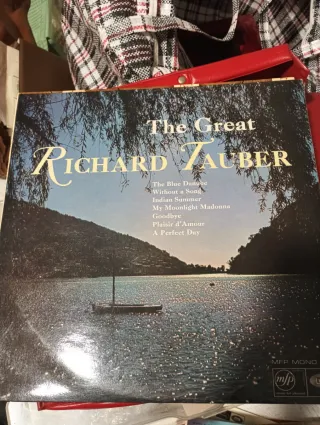 The Great
RICHARD TAUBER
The Blue Danube
Without a Song
Indian Summer
My Moonlight Madonna
Goodbye
Plaisir d'Amour
A Perfect Day
MFP MONO
mfp